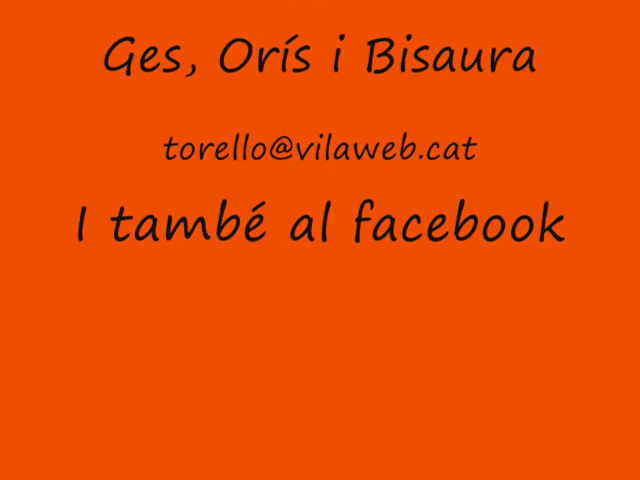 Ges, Orís i Bisaura
torello@vilaweb.cat
I també al facebook